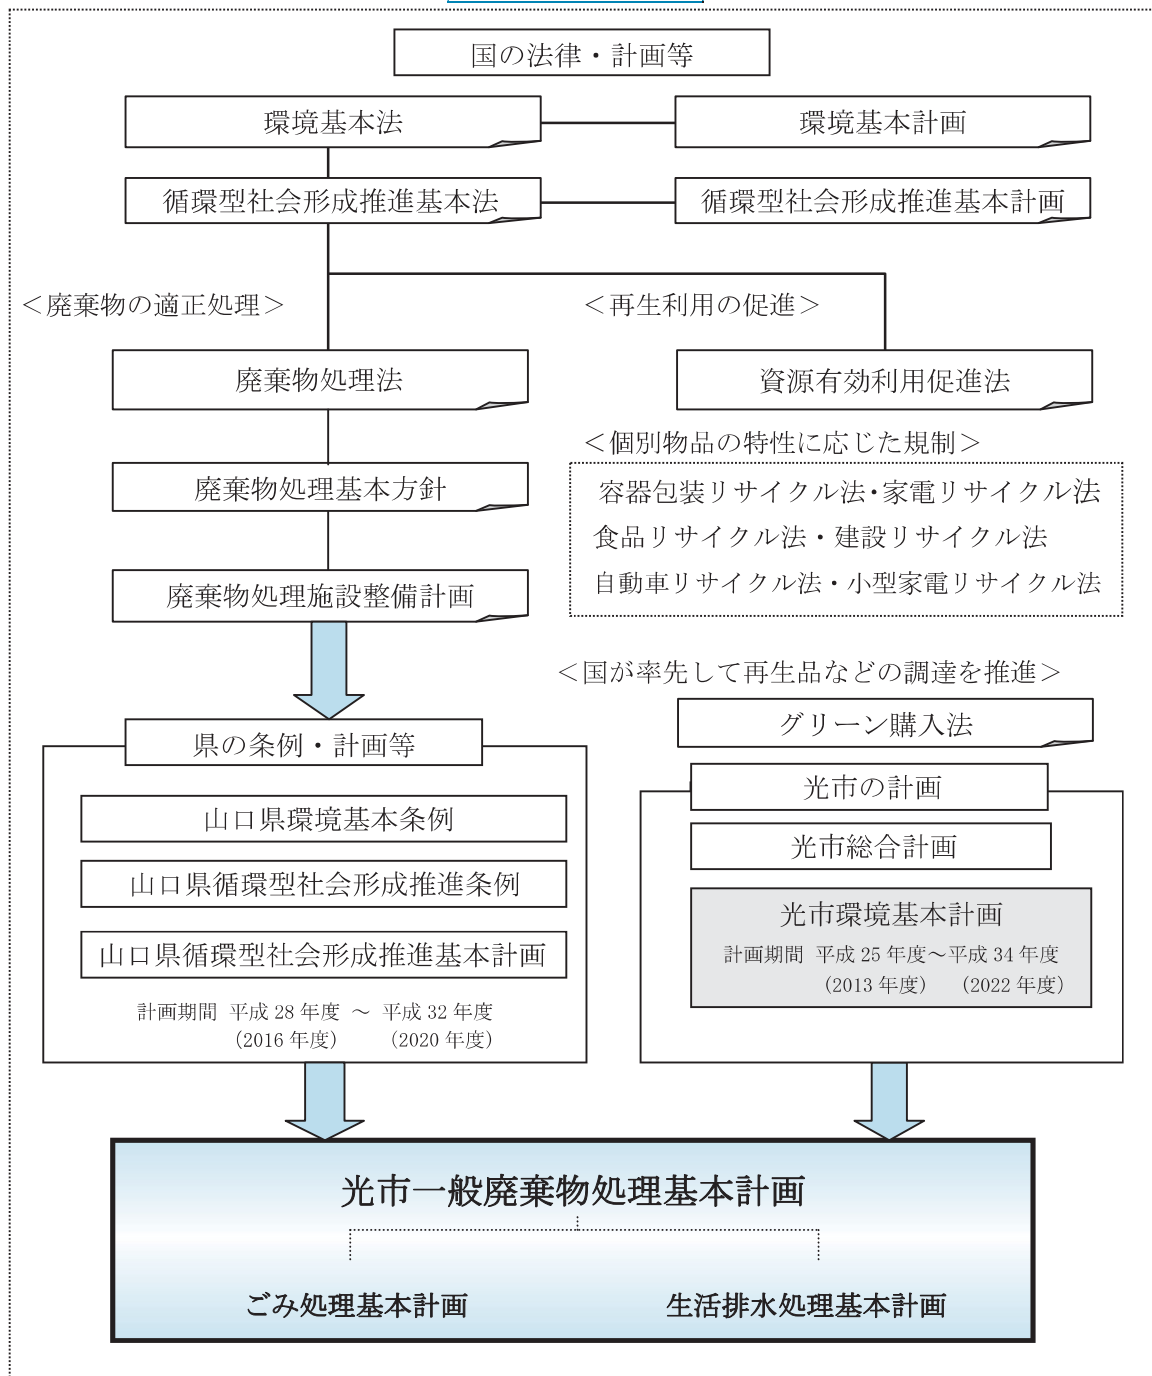 国の法律・計画等
環境基本法
環境基本計画
循環型社会形成推進基本法
循環型社会形成推進基本計画
＜廃棄物の適正処理＞
＜再生利用の促進＞
廃棄物処理法
資源有効利用促進法
＜個別物品の特性に応じた規制＞
廃棄物処理基本方針
容器包装リサイクル法・家電リサイクル法
食品リサイクル法・建設リサイクル法
自動車リサイクル法・小型家電リサイクル法
廃棄物処理施設整備計画
＜国が率先して再生品などの調達を推進＞
グリーン購入法
県の条例・計画等
山口県環境基本条例
山口県循環型社会形成推進条例
山口県循環型社会形成推進基本計画
計画期間 平成 28 年度 ～ 平成 32 年度
（2016 年度） （2020 年度）
光市の計画
光市総合計画
光市環境基本計画
計画期間 平成 25 年度～平成 34 年度
（2013 年度） （2022 年度）
光市一般廃棄物処理基本計画
ごみ処理基本計画
生活排水処理基本計画